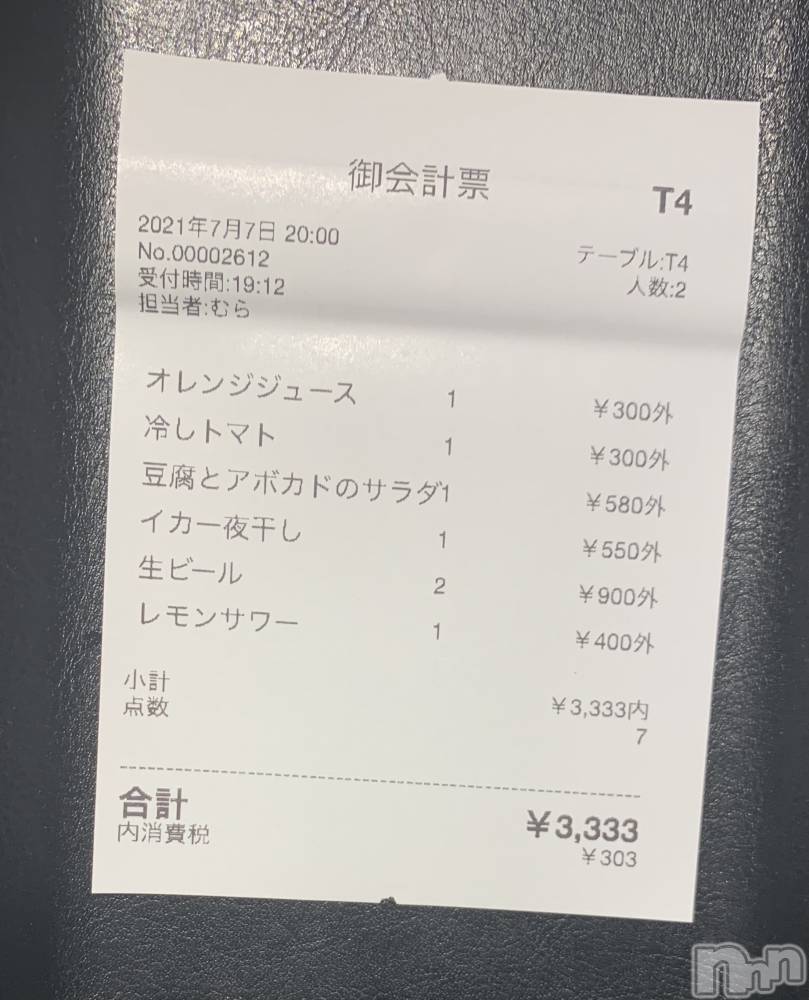 御会計票
T4
2021年7月7日 20:00
No.00002612
テーブル:T4
受付時間:19:12
人数:2
担当者:むら
オレンジジュース 1 ¥300外
冷しトマト 1 ¥300外
豆腐とアボカドのサラダ1 ¥580外
イカ一夜干し 1 ¥550外
生ビール 2 ¥900外
レモンサワー 1 ¥400外
小計 ¥3,333内
点数 7
合計 ¥3,333
内消費税 ¥303
nnn